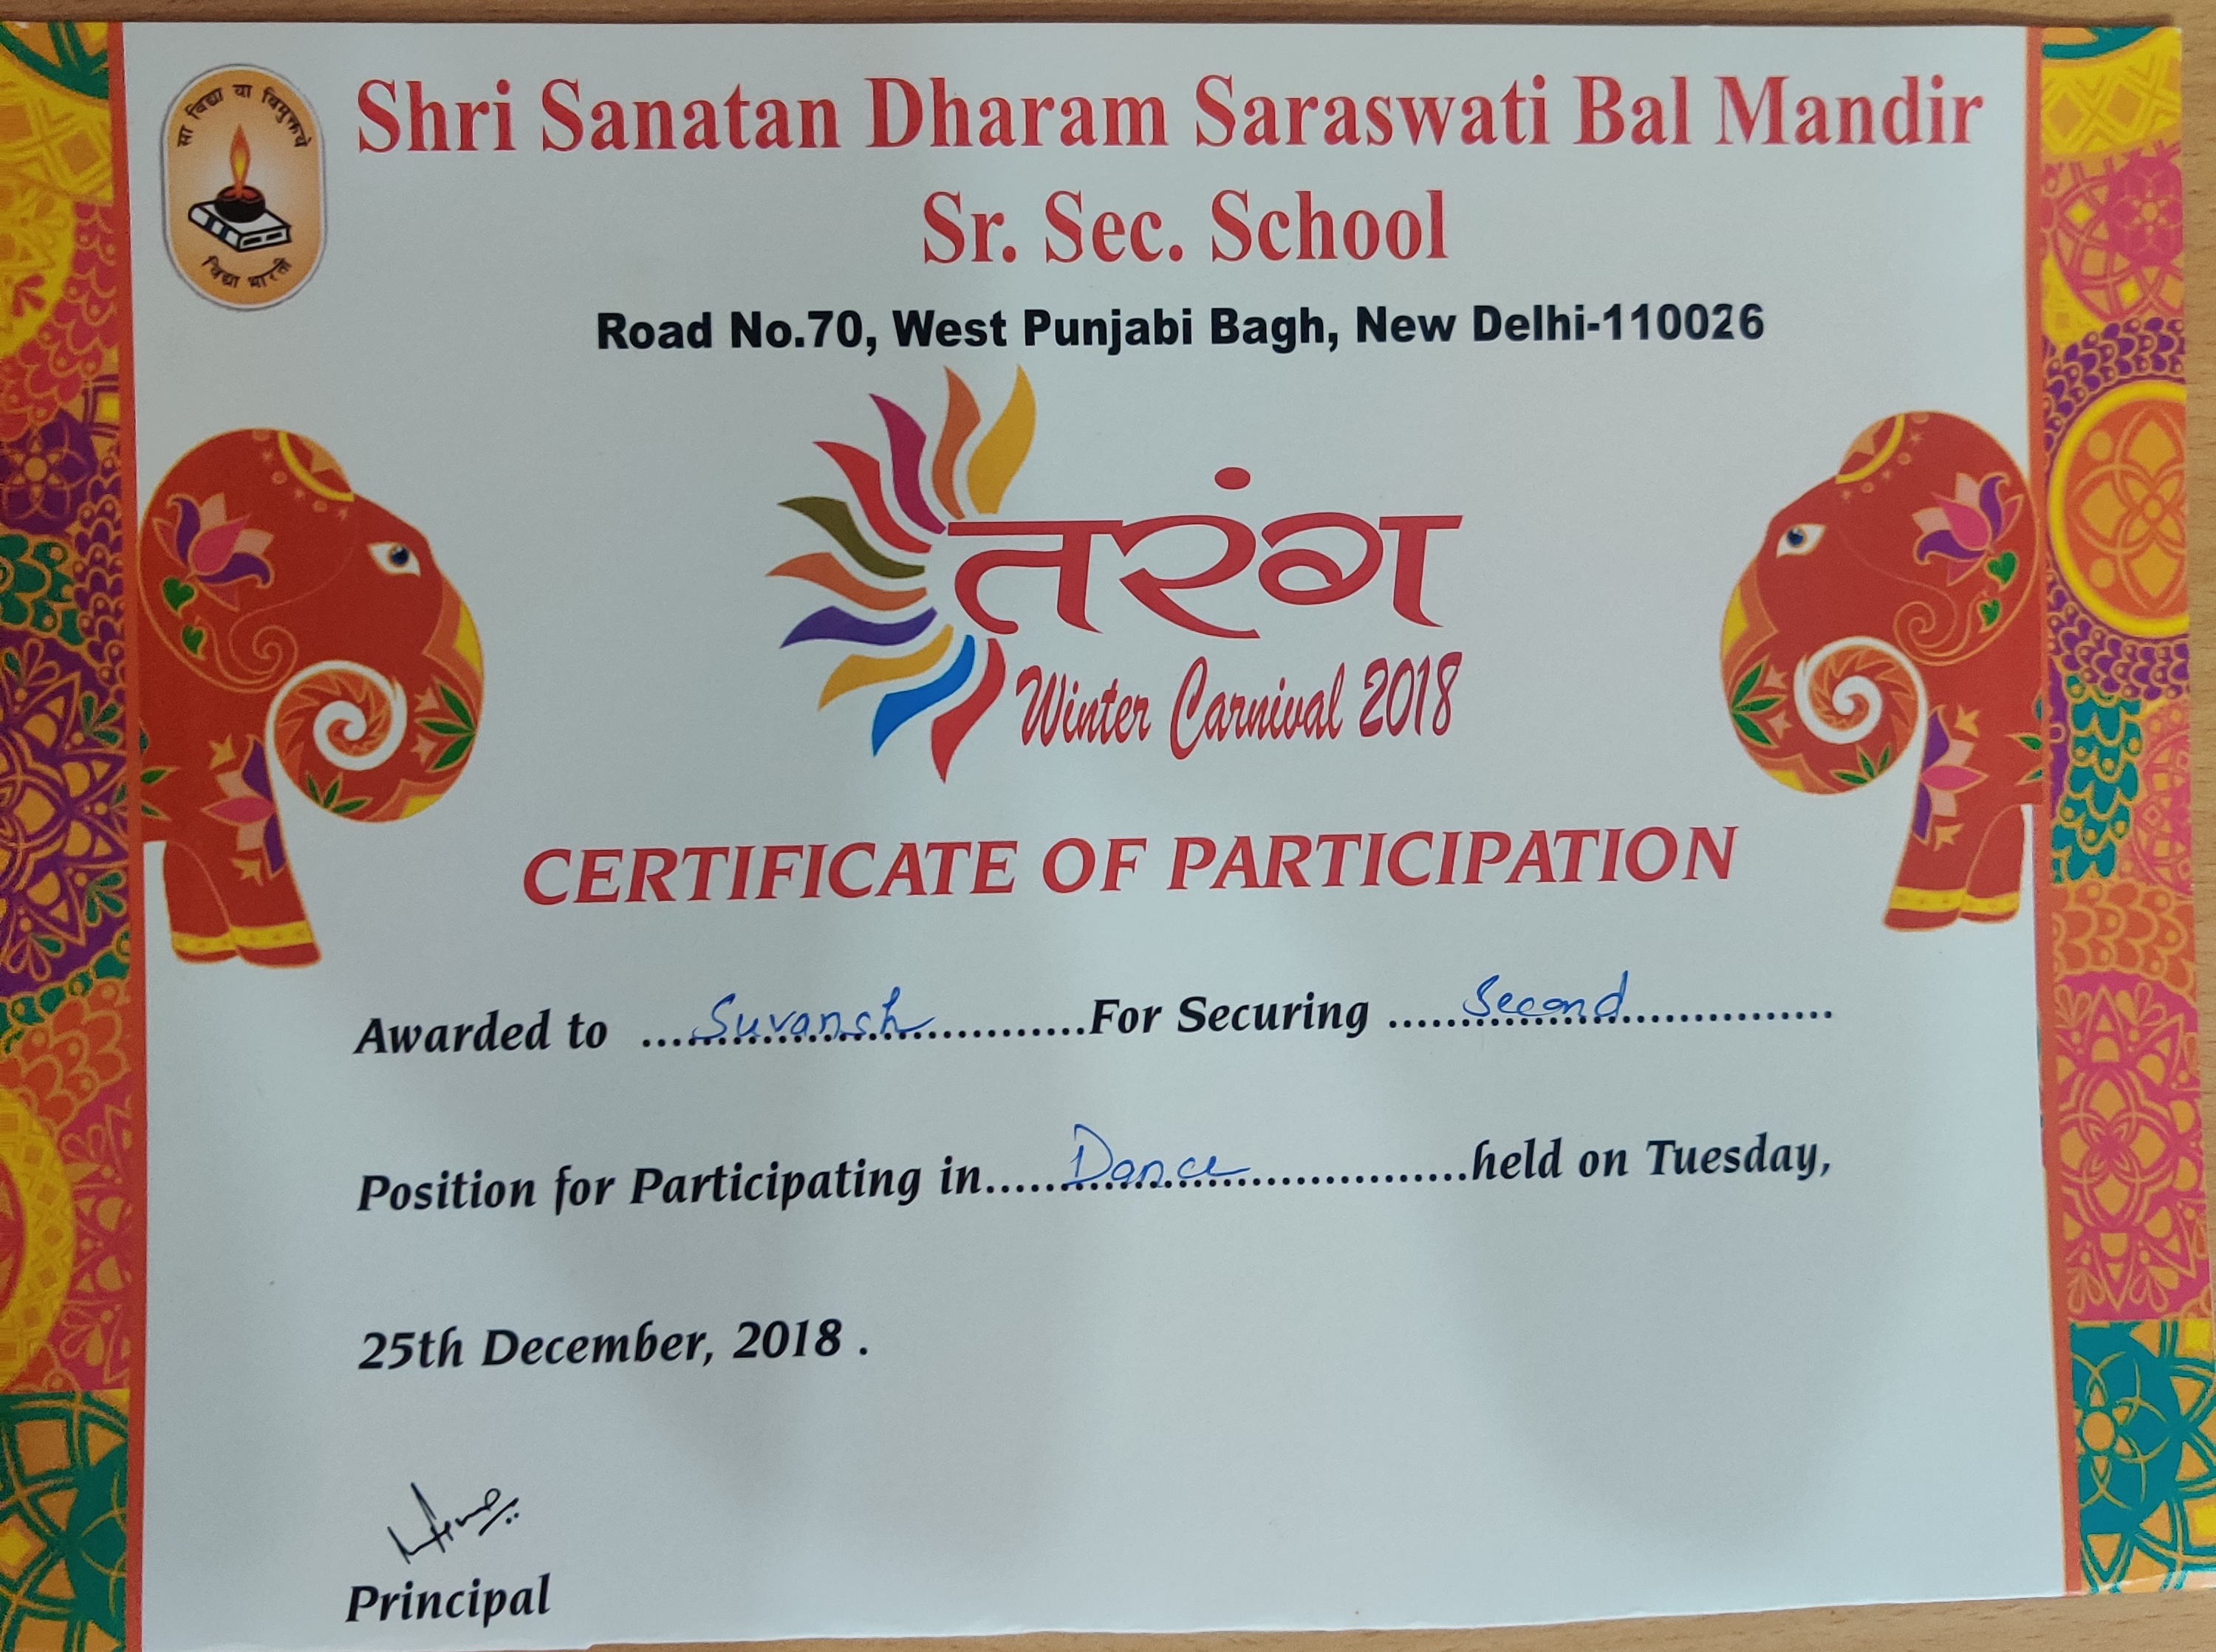 सा विद्या या विमुक्तये
विद्या भारती
Shri Sanatan Dharam Saraswati Bal Mandir
Sr. Sec. School
Road No.70, West Punjabi Bagh, New Delhi-110026
तरंग
Winter Carnival 2018
CERTIFICATE OF PARTICIPATION
Awarded to ....Suvansh............For Securing .....Second................
Position for Participating in.....Dance................held on Tuesday,
25th December, 2018 .
Principal